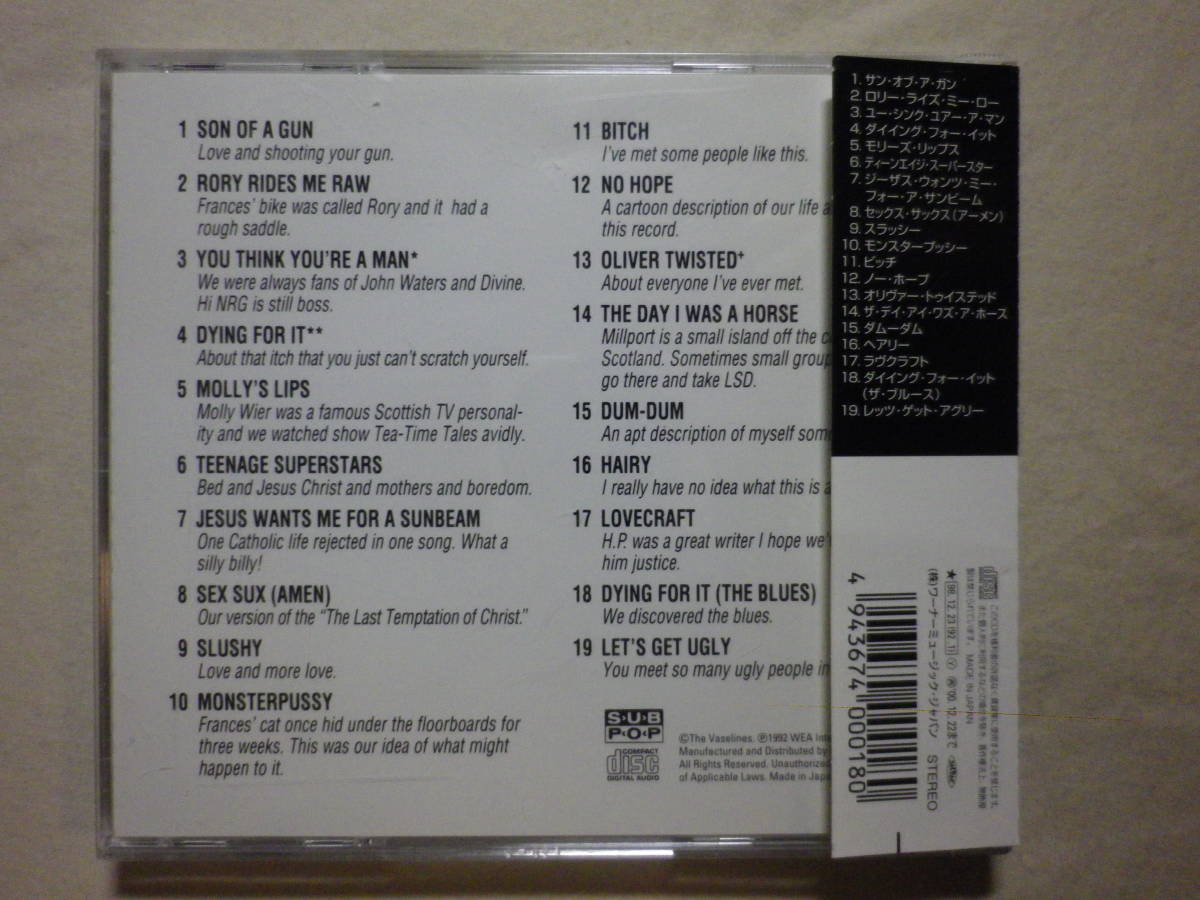 1 SON OF A GUN
Love and shooting your gun.
2 RORY RIDES ME RAW
Frances' bike was called Rory and it had a
rough saddle.
3 YOU THINK YOU'RE A MAN*
We were always fans of John Waters and Divine.
Hi NRG is still boss.
4 DYING FOR IT**
About that itch that you just can't scratch yourself.
5 MOLLY'S LIPS
Molly Wier was a famous Scottish TV personal-
ity and we watched show Tea-Time Tales avidly.
6 TEENAGE SUPERSTARS
Bed and Jesus Christ and mothers and boredom.
7 JESUS WANTS ME FOR A SUNBEAM
One Catholic life rejected in one song. What a
silly billy!
8 SEX SUX (AMEN)
Our version of the "The Last Temptation of Christ."
9 SLUSHY
Love and more love.
10 MONSTERPUSSY
Frances' cat once hid under the floorboards for
three weeks. This was our idea of what might
happen to it.
11 BITCH
I've met some people like this.
12 NO HOPE
A cartoon description of our life
this record.
13 OLIVER TWISTED+
About everyone I've ever met.
14 THE DAY I WAS A HORSE
Millport is a small island off the
Scotland. Sometimes small
go there and take LSD.
15 DUM-DUM
An apt description of myself
16 HAIRY
I really have no idea what this is
17 LOVECRAFT
H.P. was a great writer I hope
him justice.
18 DYING FOR IT (THE BLUES)
We discovered the blues.
19 LET'S GET UGLY
You meet so many ugly people in
SUB
POP
COMPACT
disc
DIGITAL AUDIO
©The Vaselines. ℗1992 WEA
Manufactured and Distributed by
All Rights Reserved.
of Applicable Laws. Made in
1. サン・オブ・ア・ガン
2. ロリー・ライズ・ミー・ロー
3. ユー・シンク・ユアー・ア・マン
4. ダイイング・フォー・イット
5. モリーズ・リップス
6. ティーンエイジ・スーパースター
7. ジーザス・ウォンツ・ミー・
フォー・ア・サンビーム
8. セックス・サックス(アーメン)
9. スラッシー
10. モンスタープッシー
11. ビッチ
12. ノー・ホープ
13. オリヴァー・トゥイステッド
14. ザ・デイ・アイ・ワズ・ア・ホース
15. ダム-ダム
16. ヘアリー
17. ラヴクラフト
18. ダイイング・フォー・イット
(ザ・ブルース)
19. レッツ・ゲット・アグリー
MADE IN JAPAN
(株)ワーナーミュージック・ジャパン STEREO
4 943674 000180